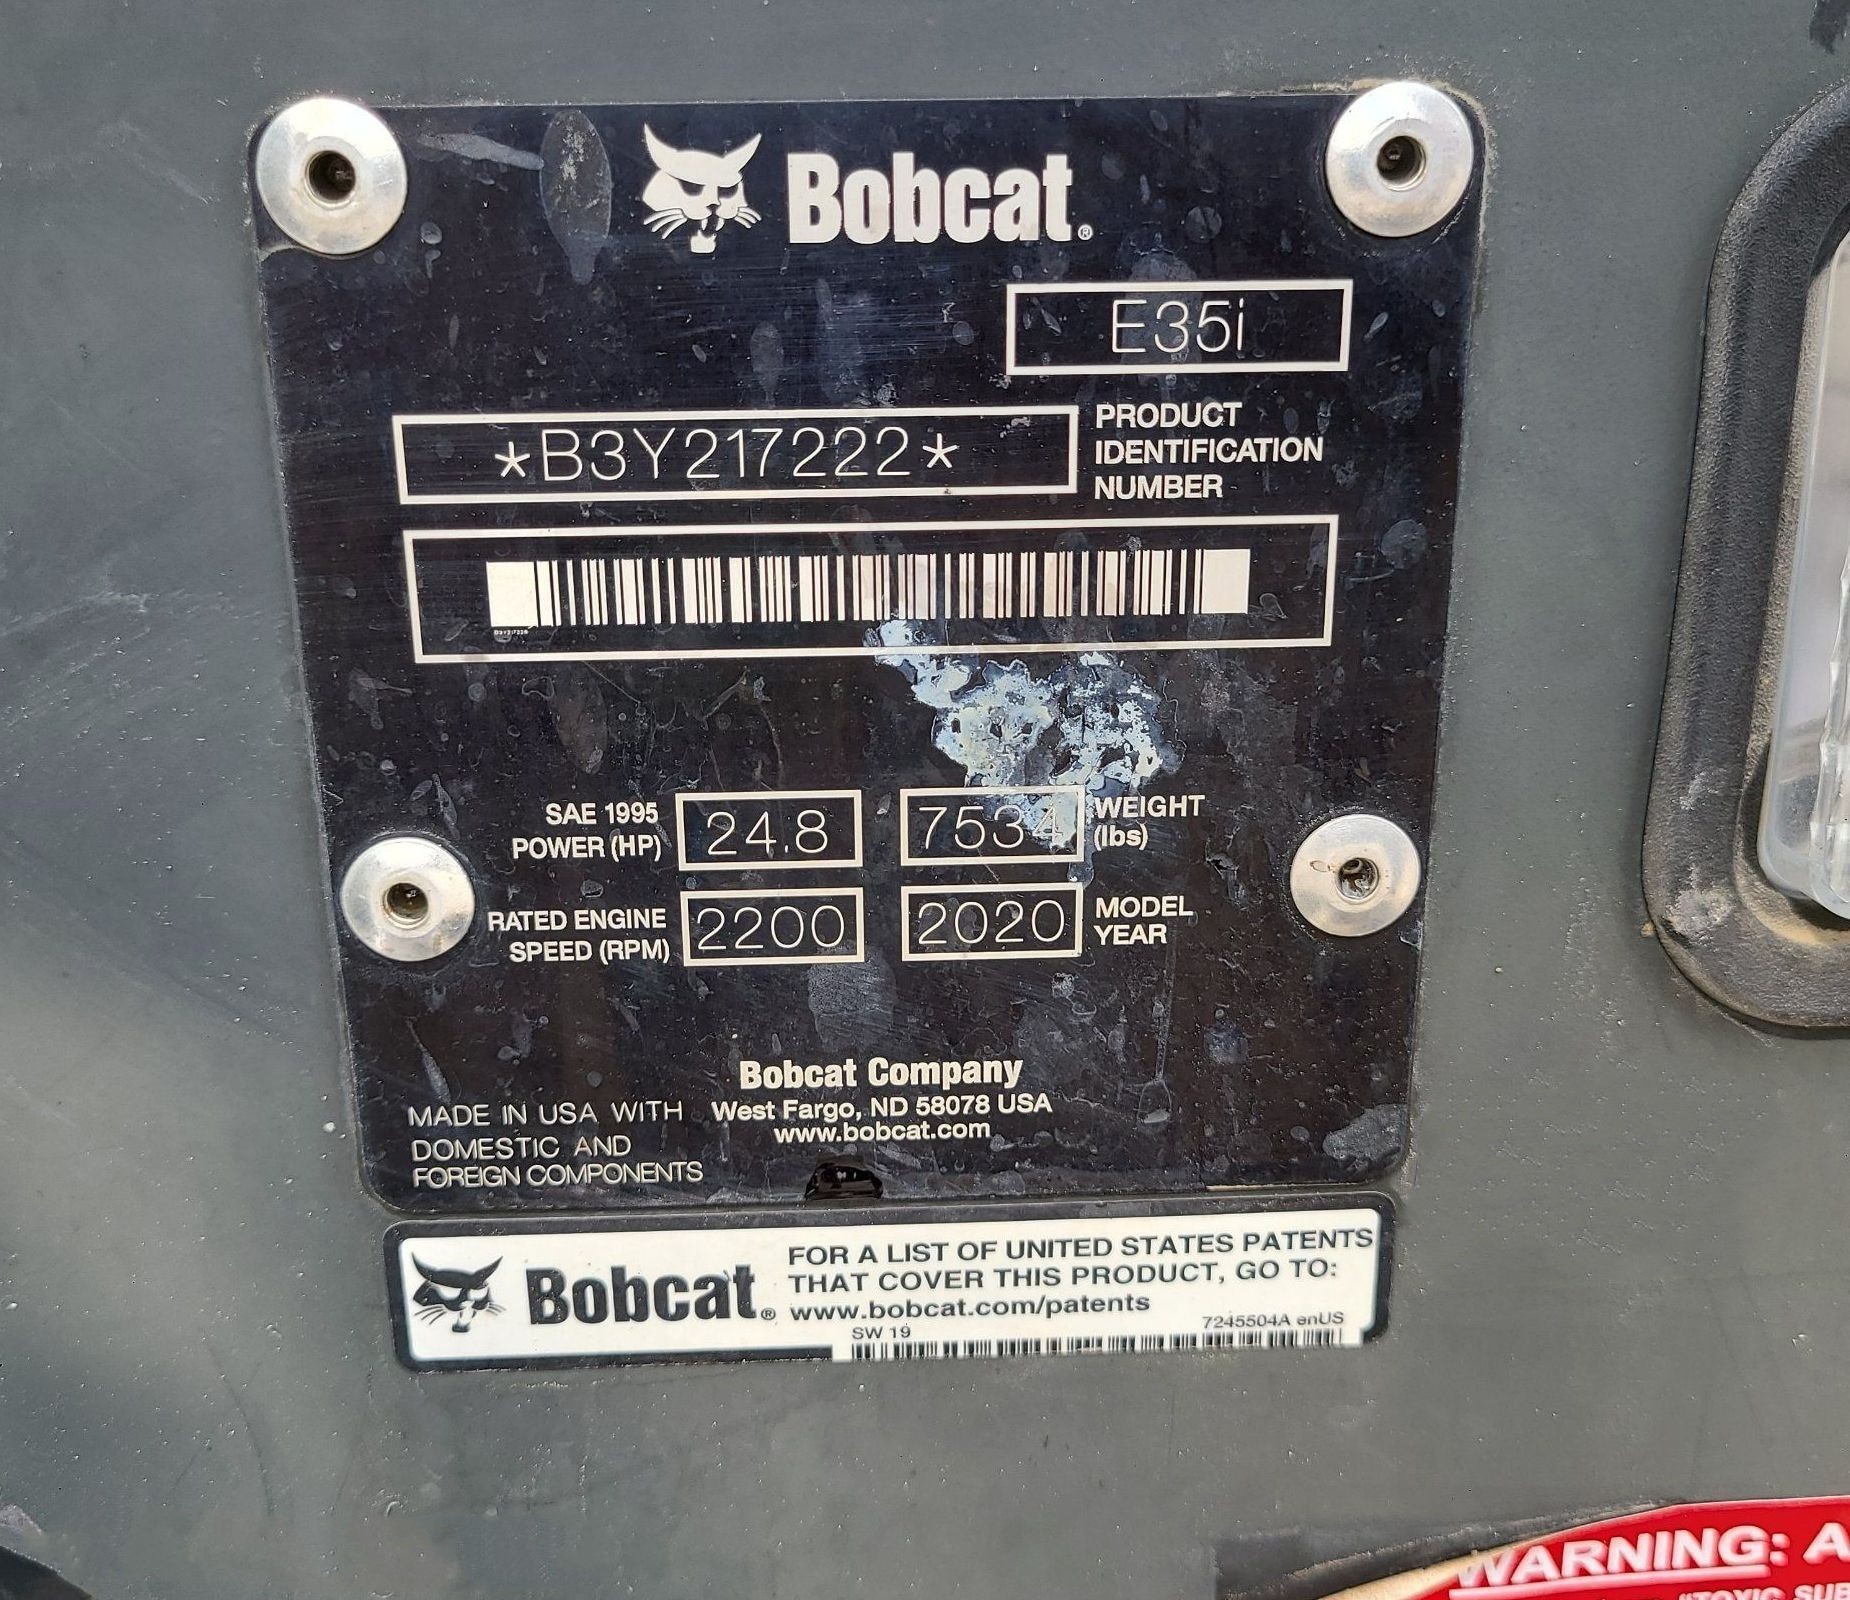 Bobcat®
E35i
*B3Y217222*
PRODUCT
IDENTIFICATION
NUMBER
SAE 1995
POWER (HP)
24.8
7534
WEIGHT
(lbs)
RATED ENGINE
SPEED (RPM)
2200
2020
MODEL
YEAR
Bobcat Company
West Fargo, ND 58078 USA
www.bobcat.com
MADE IN USA WITH
DOMESTIC AND
FOREIGN COMPONENTS
Bobcat®
FOR A LIST OF UNITED STATES PATENTS
THAT COVER THIS PRODUCT, GO TO:
www.bobcat.com/patents
SW 19
7245504A enUS
WARNING: A
"TOXIC SUB